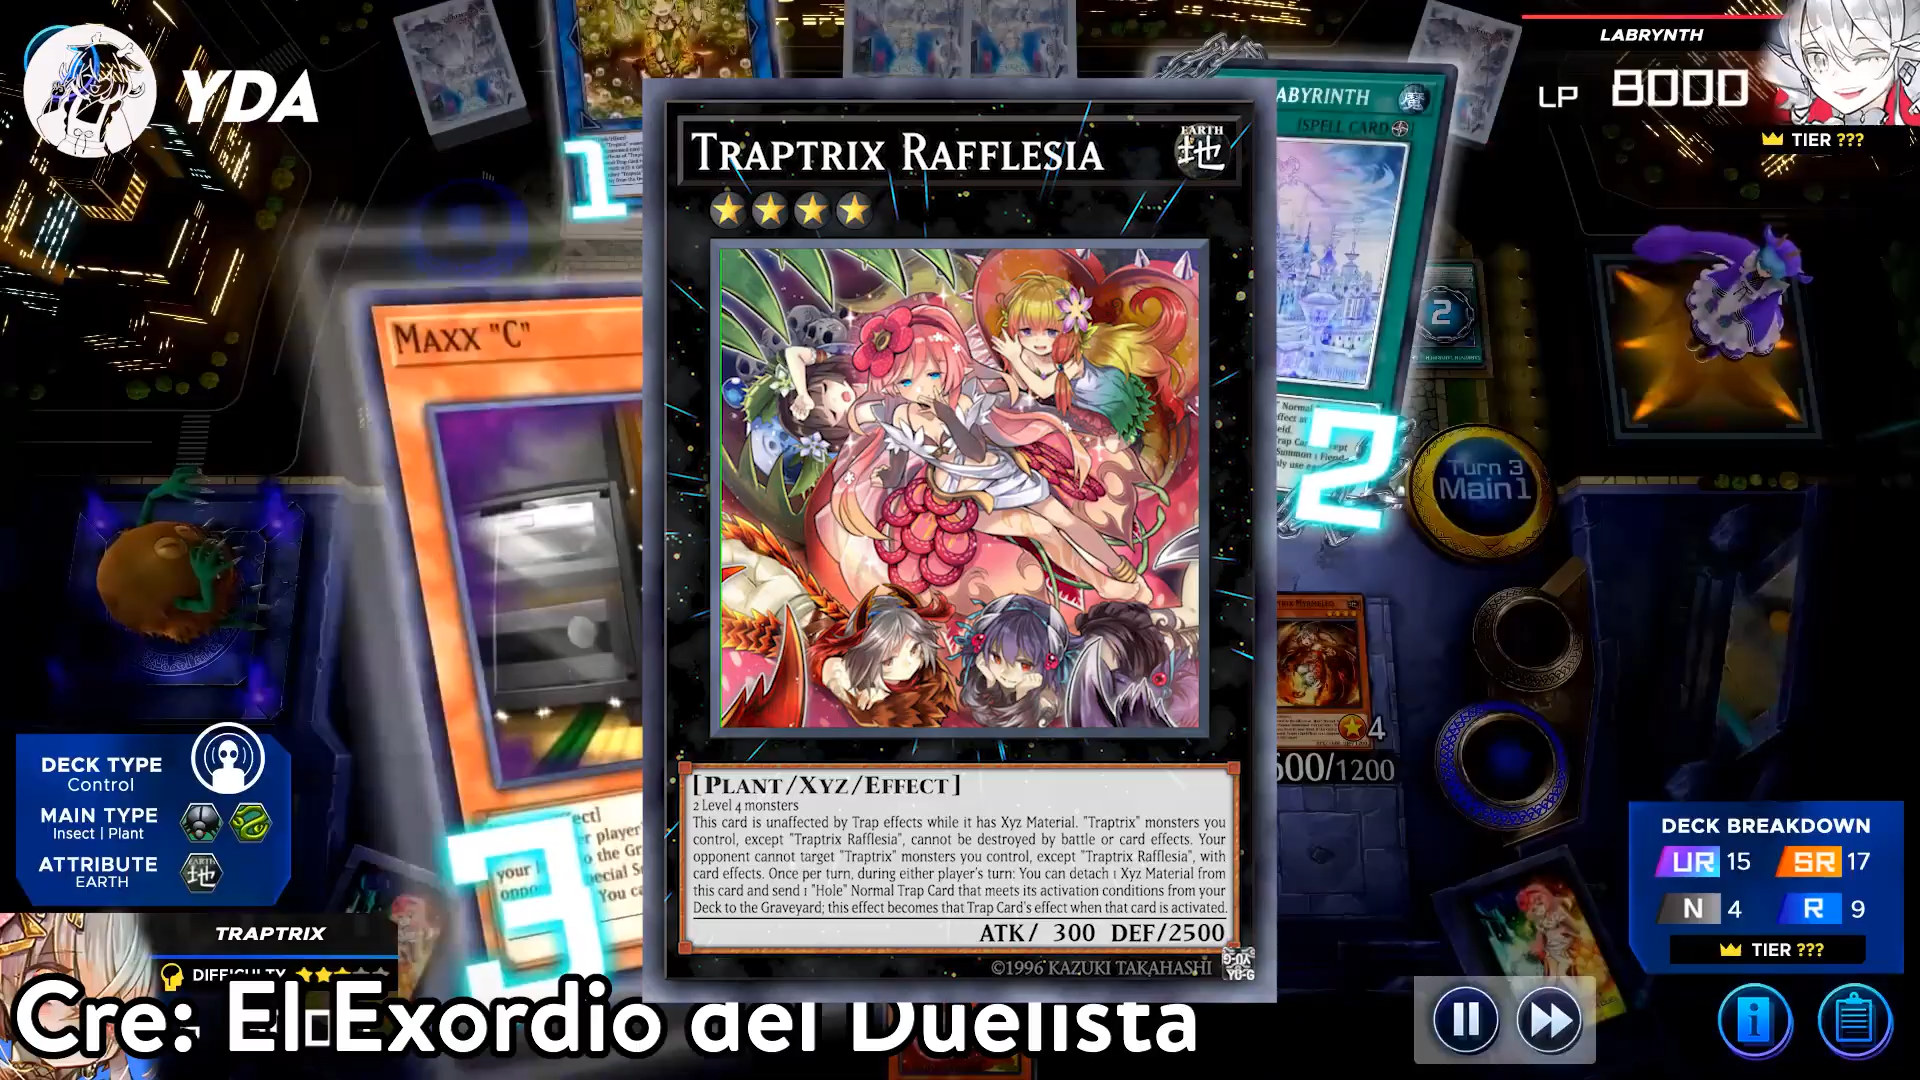 YDA
LABRYNTH
LP 8000
TIER ???
1
ABYRINTH
[SPELL CARD
TRAPTRIX RAFFLESIA
EARTH
地
2
MAXX "C"
2
Turn 3
Main 1
4
500/1200
[PLANT/XYZ/EFFECT]
2 Level 4 monsters
This card is unaffected by Trap effects while it has Xyz Material. "Traptrix" monsters you
control, except "Traptrix Rafflesia", cannot be destroyed by battle or card effects. Your
opponent cannot target "Traptrix" monsters you control, except "Traptrix Rafflesia", with
card effects. Once per turn, during either player's turn: You can detach 1 Xyz Material from
this card and send 1 "Hole" Normal Trap Card that meets its activation conditions from your
Deck to the Graveyard; this effect becomes that Trap Card's effect when that card is activated.
ATK/ 300 DEF/2500
©1996 KAZUKI TAKAHASHI
3
DECK TYPE
Control
MAIN TYPE
Insect | Plant
ATTRIBUTE
EARTH
地
TRAPTRIX
DIFFICULTY
DECK BREAKDOWN
UR 15 SR 17
N 4 R 9
TIER ???
Cre: El Exordio del Duelista